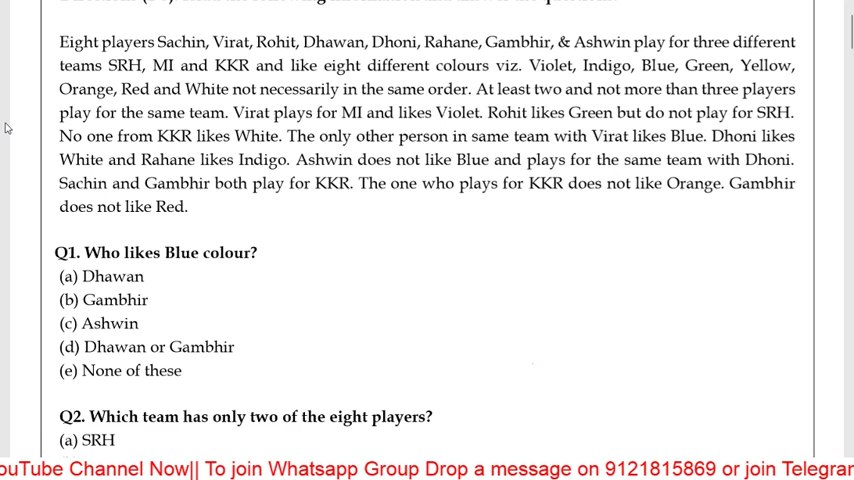 Eight players Sachin, Virat, Rohit, Dhawan, Dhoni, Rahane, Gambhir, & Ashwin play for three different
teams SRH, MI and KKR and like eight different colours viz. Violet, Indigo, Blue, Green, Yellow,
Orange, Red and White not necessarily in the same order. At least two and not more than three players
play for the same team. Virat plays for MI and likes Violet. Rohit likes Green but do not play for SRH.
No one from KKR likes White. The only other person in same team with Virat likes Blue. Dhoni likes
White and Rahane likes Indigo. Ashwin does not like Blue and plays for the same team with Dhoni.
Sachin and Gambhir both play for KKR. The one who plays for KKR does not like Orange. Gambhir
does not like Red.
Q1. Who likes Blue colour?
(a) Dhawan
(b) Gambhir
(c) Ashwin
(d) Dhawan or Gambhir
(e) None of these
Q2. Which team has only two of the eight players?
(a) SRH
ouTube Channel Now|| To join Whatsapp Group Drop a message on 9121815869 or join Telegra